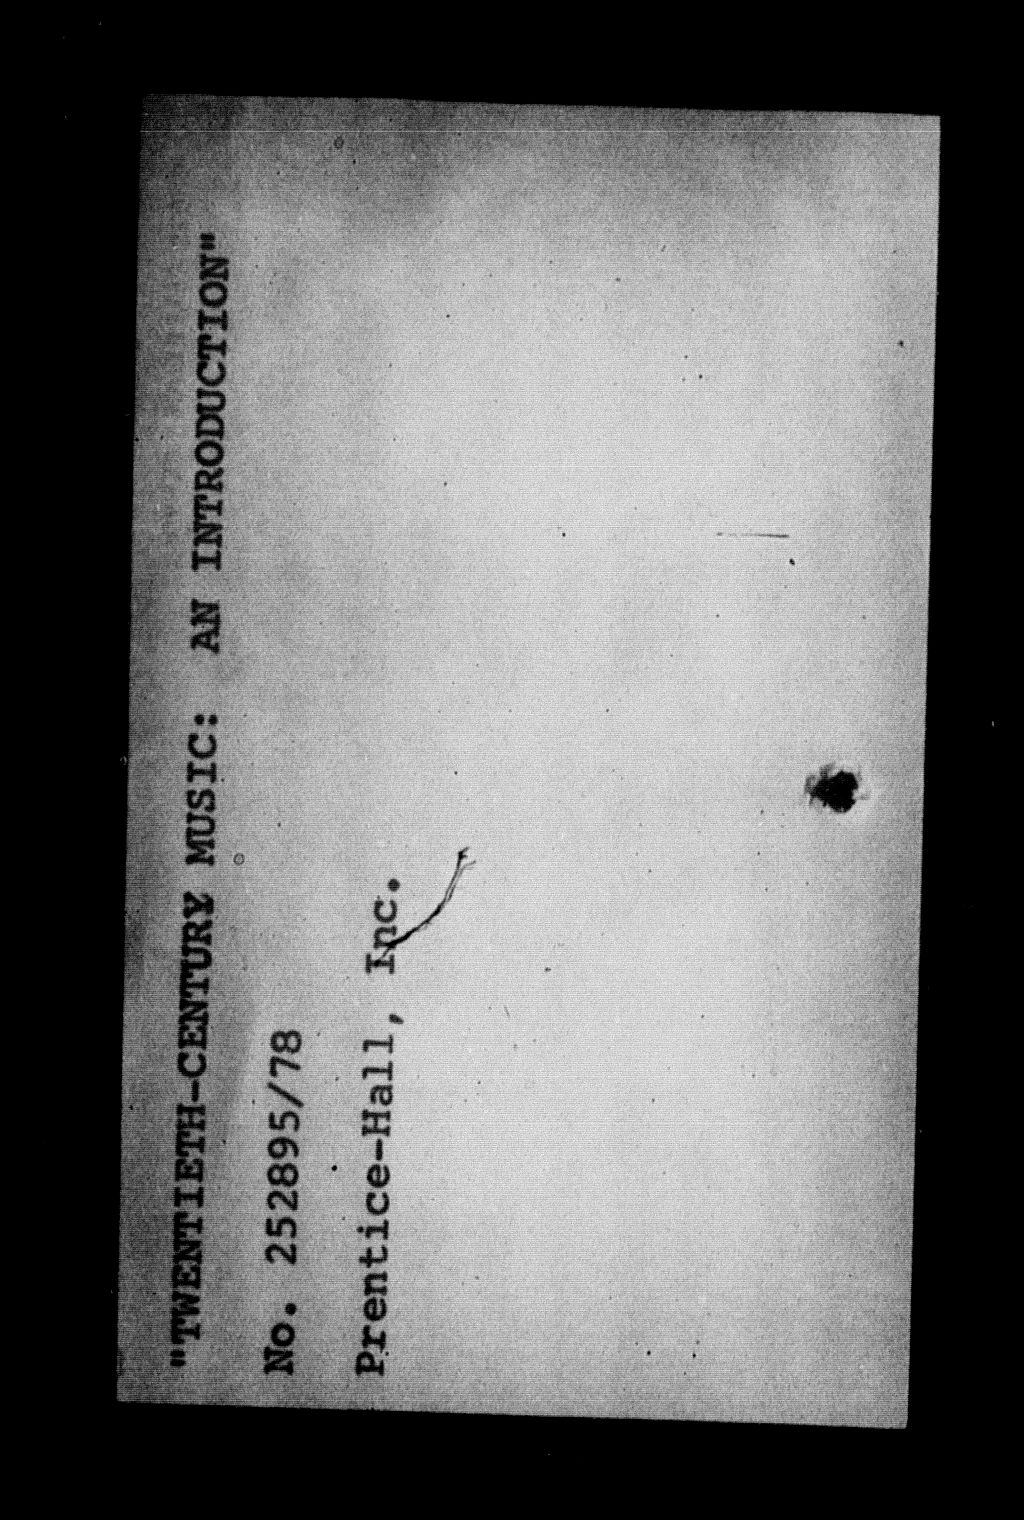 "TWENTIETH-CENTURY MUSIC: AN INTRODUCTION"
No. 252895/78
Prentice-Hall, Inc.